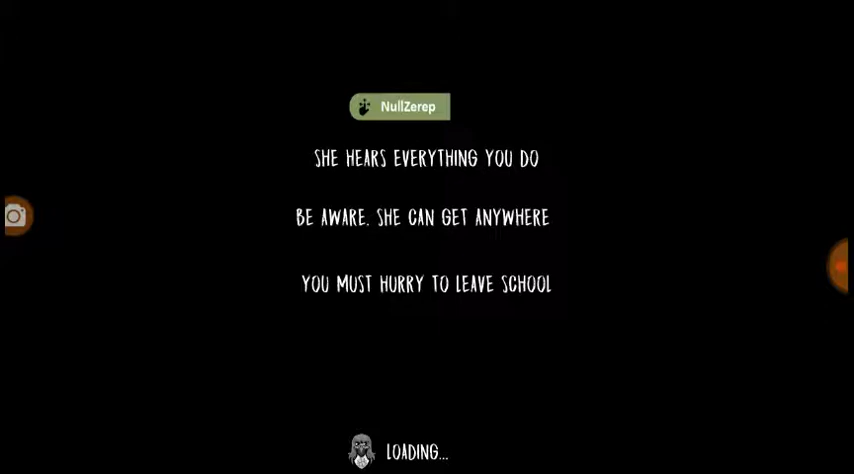 NullZerep
SHE HEARS EVERYTHING YOU DO
BE AWARE. SHE CAN GET ANYWHERE
YOU MUST HURRY TO LEAVE SCHOOL
LOADING...